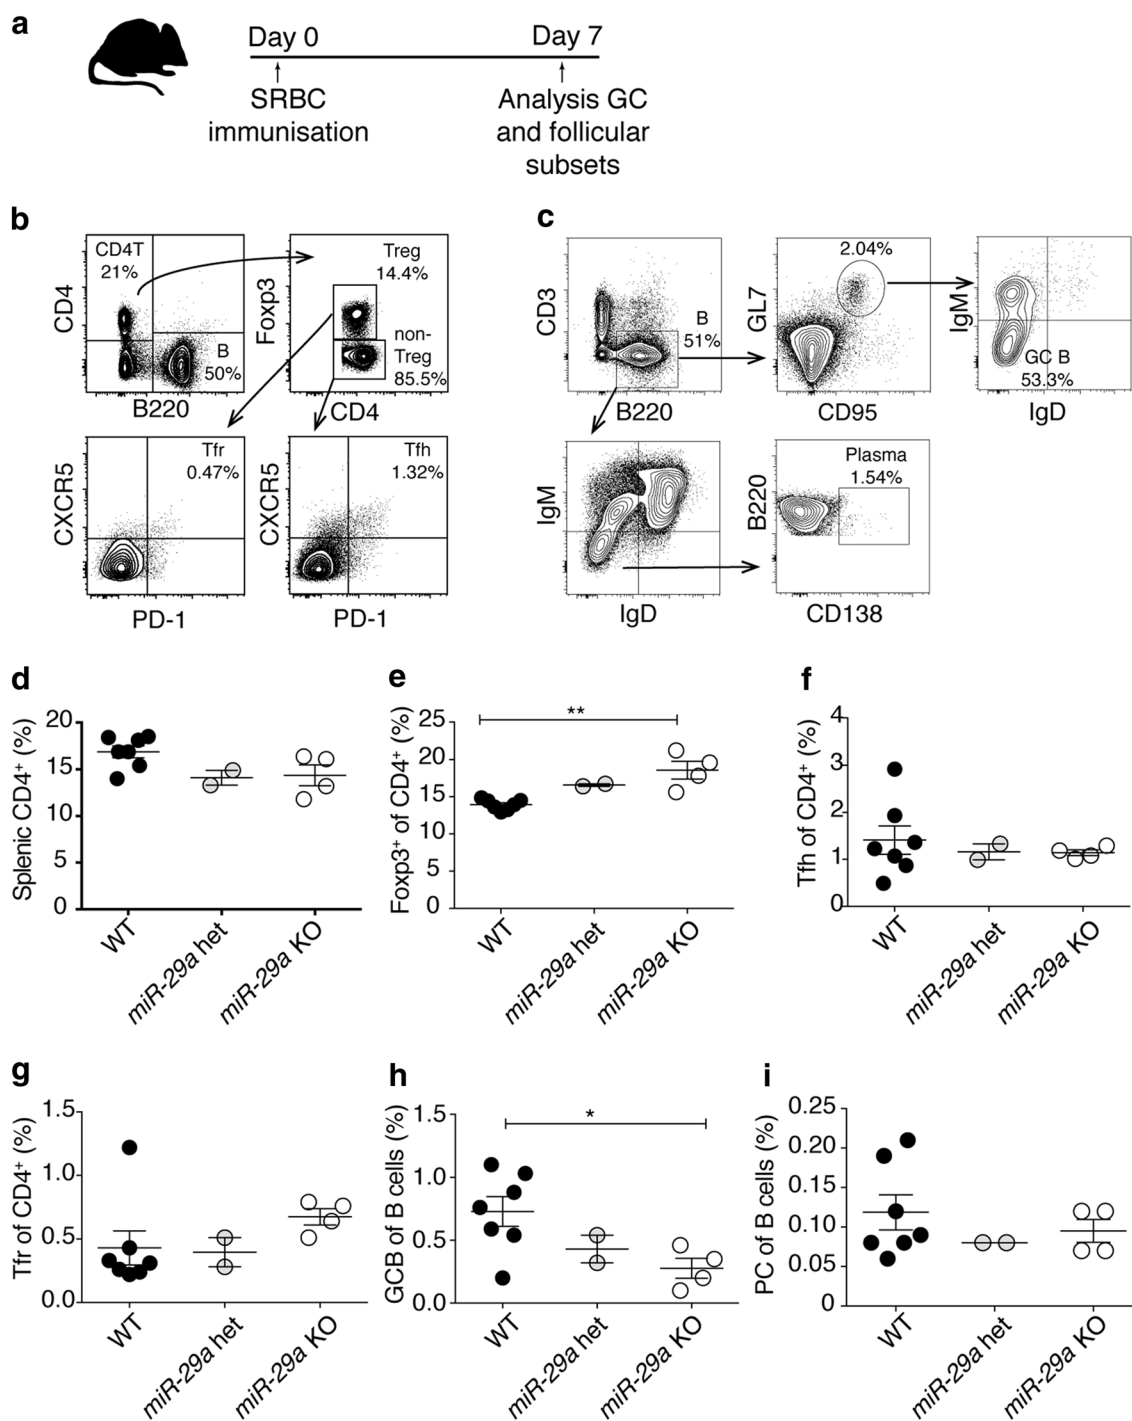 a
Day 0
Day 7
SRBC
immunisation
Analysis GC
and follicular
subsets
b
CD4T
21%
CD4
B
50%
B220
Foxp3
Treg
14.4%
non-
Treg
85.5%
CD4
CXCR5
Tfr
0.47%
PD-1
CXCR5
Tfh
1.32%
PD-1
c
CD3
B
51%
B220
2.04%
GL7
CD95
IgM
GC B
53.3%
IgD
IgM
IgD
Plasma
1.54%
B220
CD138
d
Splenic CD4+ (%)
20
15
10
5
0
WT
miR-29a het
miR-29a KO
e
Foxp3+ of CD4+ (%)
25
20
15
10
5
0
**
WT
miR-29a het
miR-29a KO
f
Tfh of CD4+ (%)
4
3
2
1
0
WT
miR-29a het
miR-29a KO
g
Tfr of CD4+ (%)
1.5
1.0
0.5
0.0
WT
miR-29a het
miR-29a KO
h
GCB of B cells (%)
1.5
1.0
0.5
0.0
*
WT
miR-29a het
miR-29a KO
i
PC of B cells (%)
0.25
0.20
0.15
0.10
0.05
0
WT
miR-29a het
miR-29a KO